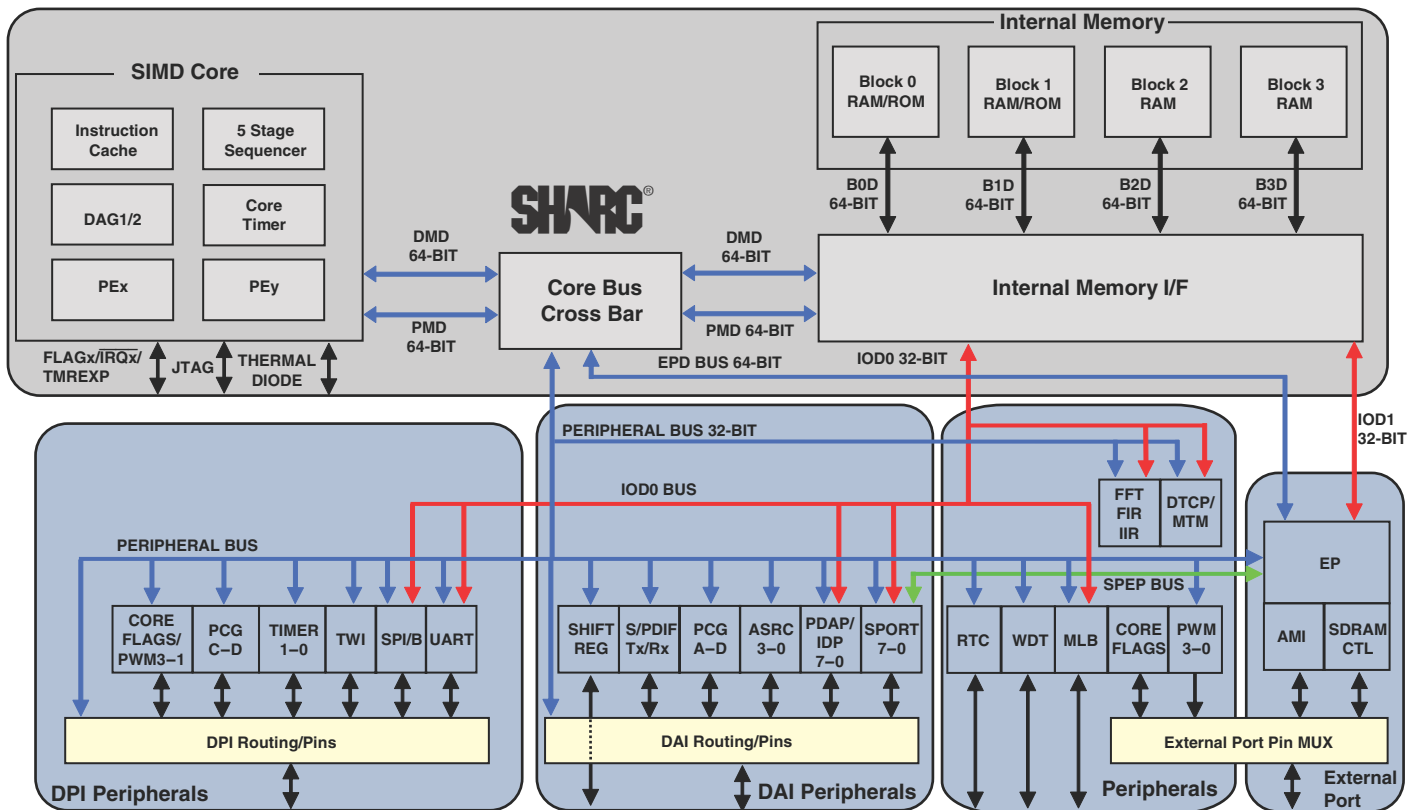 Internal Memory
SIMD Core
Block 0
RAM/ROM
Block 1
RAM/ROM
Block 2
RAM
Block 3
RAM
Instruction
Cache
5 Stage
Sequencer
DAG1/2
Core
Timer
PEx
PEy
B0D
64-BIT
B1D
64-BIT
B2D
64-BIT
B3D
64-BIT
SHARC®
DMD
64-BIT
DMD
64-BIT
Core Bus
Cross Bar
Internal Memory I/F
PMD
64-BIT
PMD 64-BIT
FLAGx/IRQx/
TMREXP
JTAG
THERMAL
DIODE
EPD BUS 64-BIT
IOD0 32-BIT
IOD1
32-BIT
PERIPHERAL BUS 32-BIT
IOD0 BUS
FFT
FIR
IIR
DTCP/
MTM
PERIPHERAL BUS
EP
SPEP BUS
CORE
FLAGS/
PWM3–1
PCG
C–D
TIMER
1–0
TWI
SPI/B
UART
SHIFT
REG
S/PDIF
Tx/Rx
PCG
A–D
ASRC
3–0
PDAP/
IDP
7–0
SPORT
7–0
RTC
WDT
MLB
CORE
FLAGS
PWM
3–0
AMI
SDRAM
CTL
DPI Routing/Pins
DAI Routing/Pins
External Port Pin MUX
DPI Peripherals
DAI Peripherals
Peripherals
External
Port